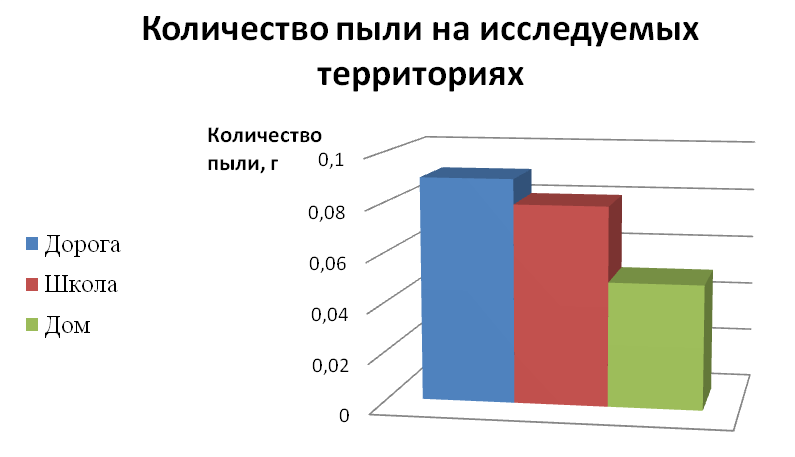 Количество пыли на исследуемых
территориях
Количество
пыли, г
0,1
0,08
0,06
0,04
0,02
0
Дорога
Школа
Дом